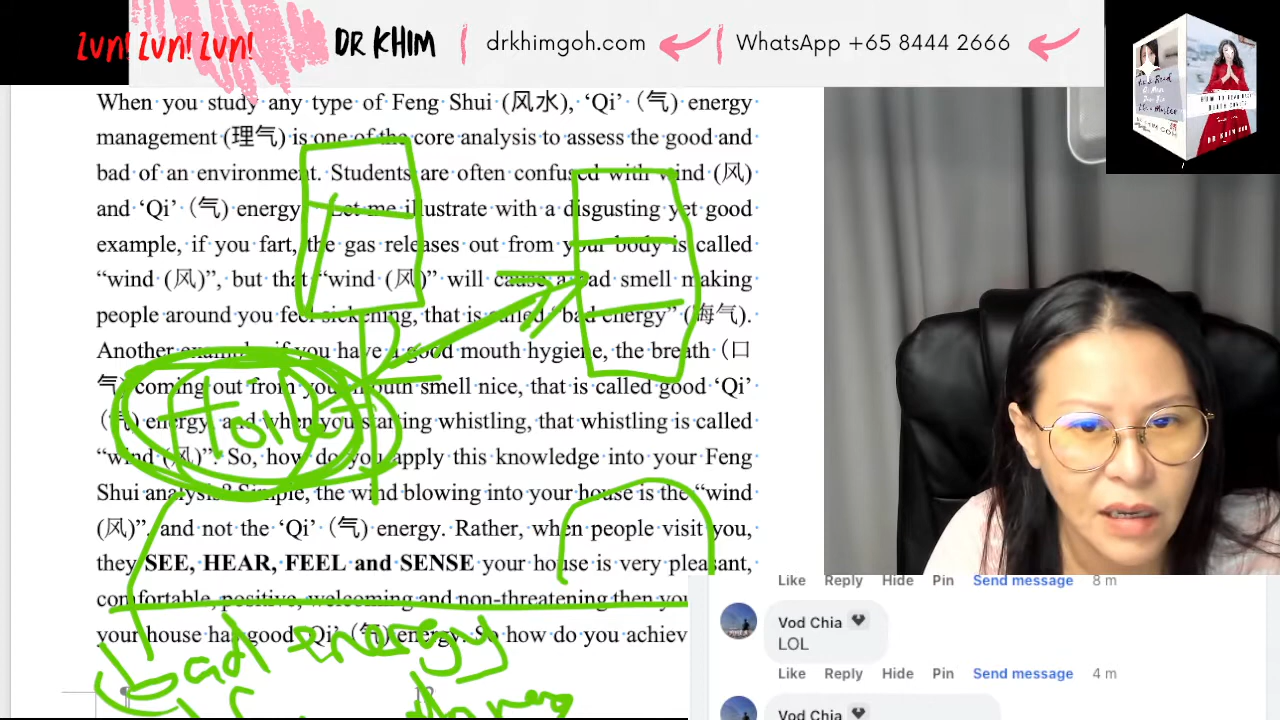 ZUN! ZUN! ZUN! DR KHIM drkhimgoh.com WhatsApp +65 8444 2666
When you study any type of Feng Shui (风水), ‘Qi’ (气) energy
management (理气) is one of the core analysis to assess the good and
bad of an environment. Students are often confused with wind (风)
and ‘Qi’ (气) energy. Let me illustrate with a disgusting yet good
example, if you fart, the gas releases out from your body is called
“wind (风)”, but that “wind (风)” will cause a bad smell making
people around you feel sickening, that is called “bad energy” (晦气).
Another example, if you have a good mouth hygiene, the breath (口
气) coming out from your mouth smell nice, that is called good ‘Qi’
(气) energy, and when you starting whistling, that whistling is called
“wind (风)”. So, how do you apply this knowledge into your Feng
Shui analysis? Simple, the wind blowing into your house is the “wind
(风)”. and not the ‘Qi’ (气) energy. Rather, when people visit you,
they SEE, HEAR, FEEL and SENSE your house is very pleasant,
comfortable, positive, welcoming and non-threatening then you
your house has good ‘Qi’ (气) energy. So how do you achiev
Toilet
Bad energy
12
Like Reply Hide Pin Send message 8 m
Vod Chia
LOL
Like Reply Hide Pin Send message 4 m
Vod Chia